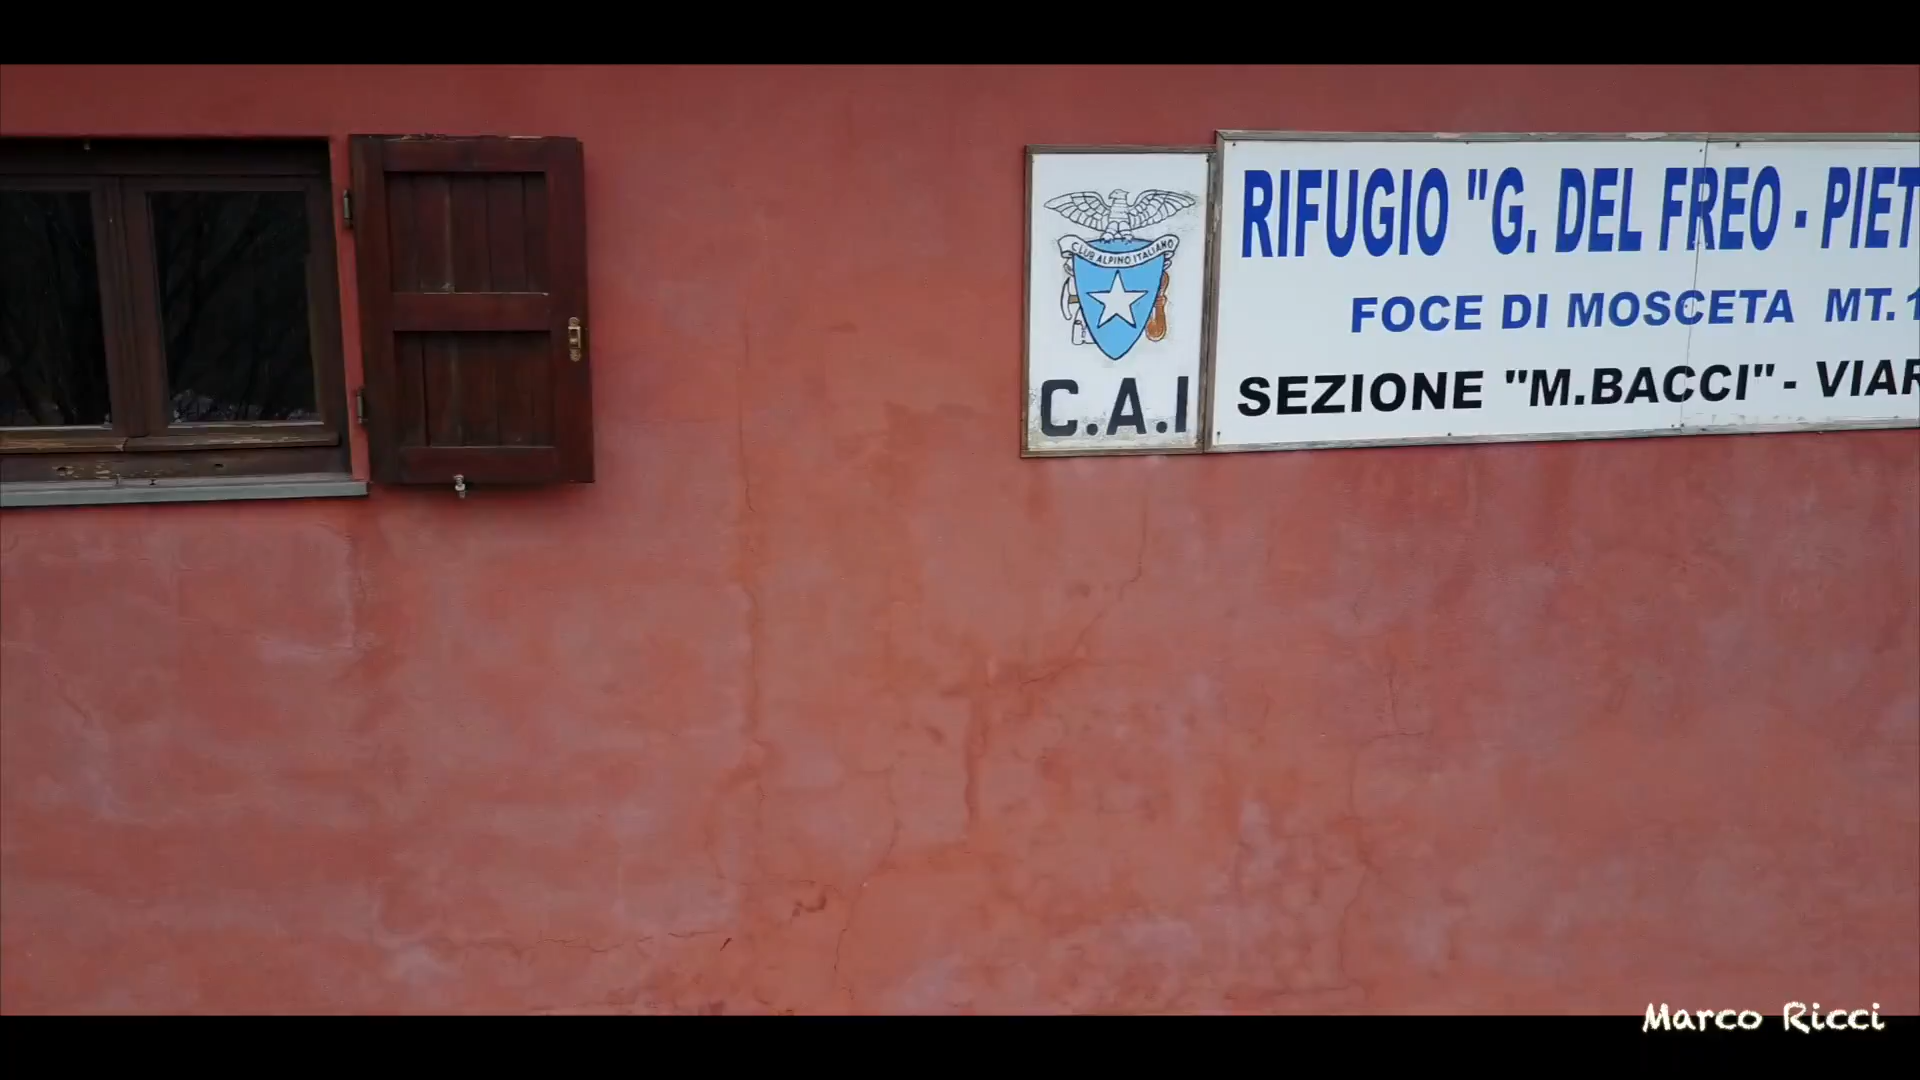 CLUB ALPINO ITALIANO
C.A.I
RIFUGIO "G. DEL FREO - PIET
FOCE DI MOSCETA MT. 1
SEZIONE "M.BACCI" - VIAR
Marco Ricci